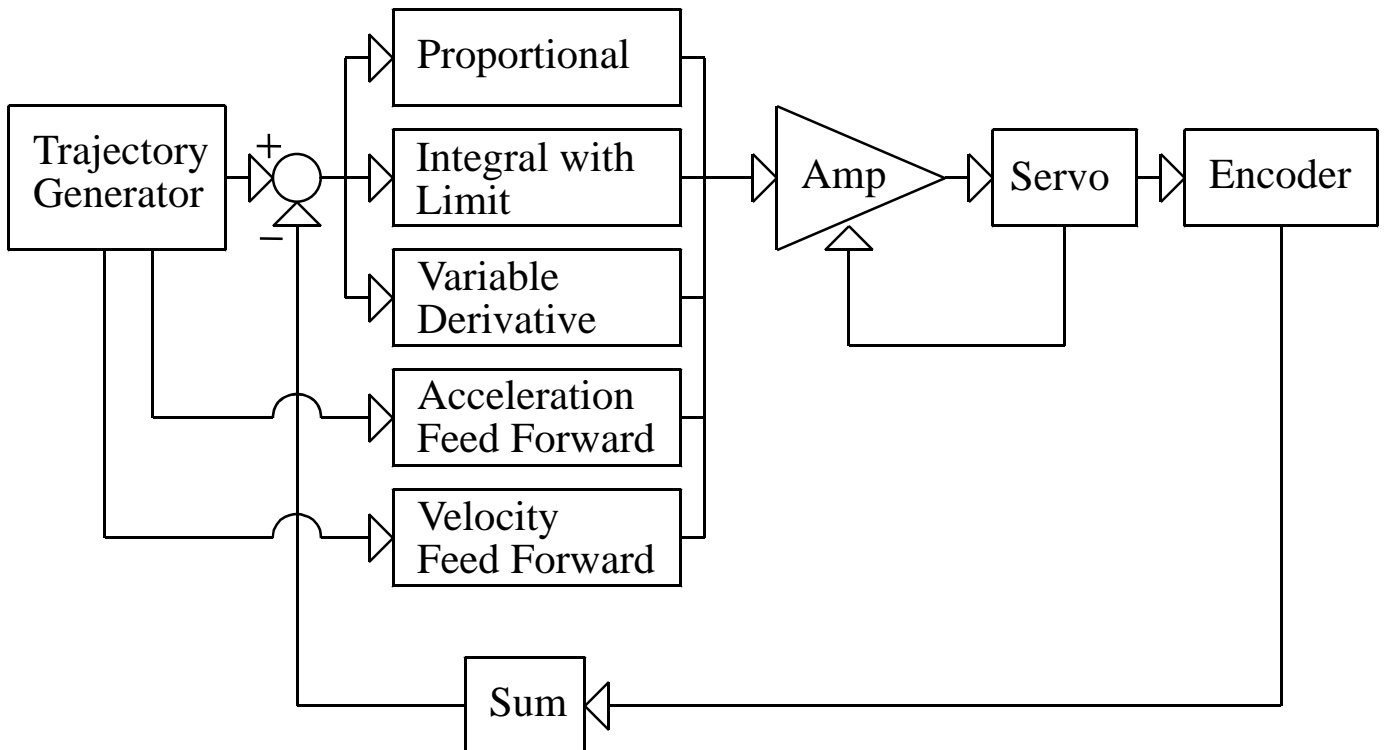 Proportional
Trajectory
Generator
+
−
Integral with
Limit
Variable
Derivative
Acceleration
Feed Forward
Velocity
Feed Forward
Amp
Servo
Encoder
Sum